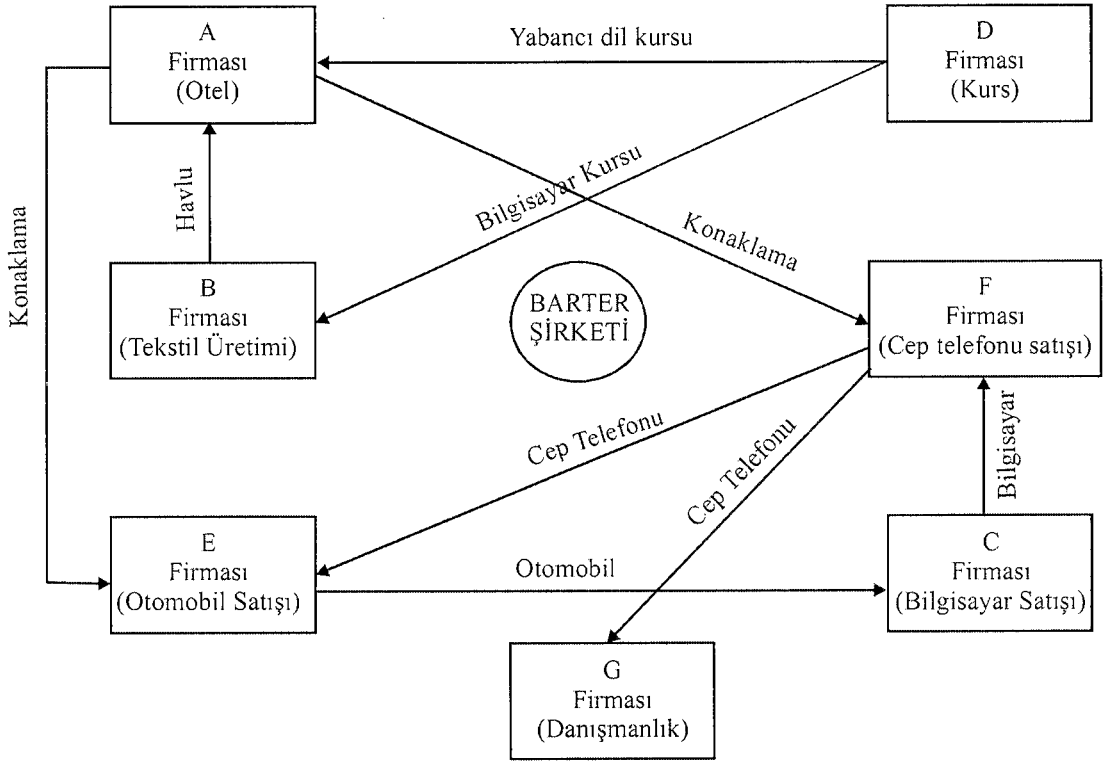 A
Firması
(Otel)
Yabancı dil kursu
D
Firması
(Kurs)
Havlu
Bilgisayar Kursu
Konaklama
Konaklama
B
Firması
(Tekstil Üretimi)
BARTER
ŞİRKETİ
F
Firması
(Cep telefonu satışı)
Cep Telefonu
Cep Telefonu
Bilgisayar
E
Firması
(Otomobil Satışı)
Otomobil
C
Firması
(Bilgisayar Satışı)
G
Firması
(Danışmanlık)